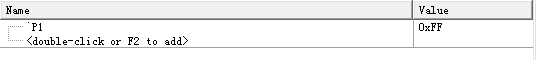 Name Value
`P1 0xFF
<double-click or F2 to add>